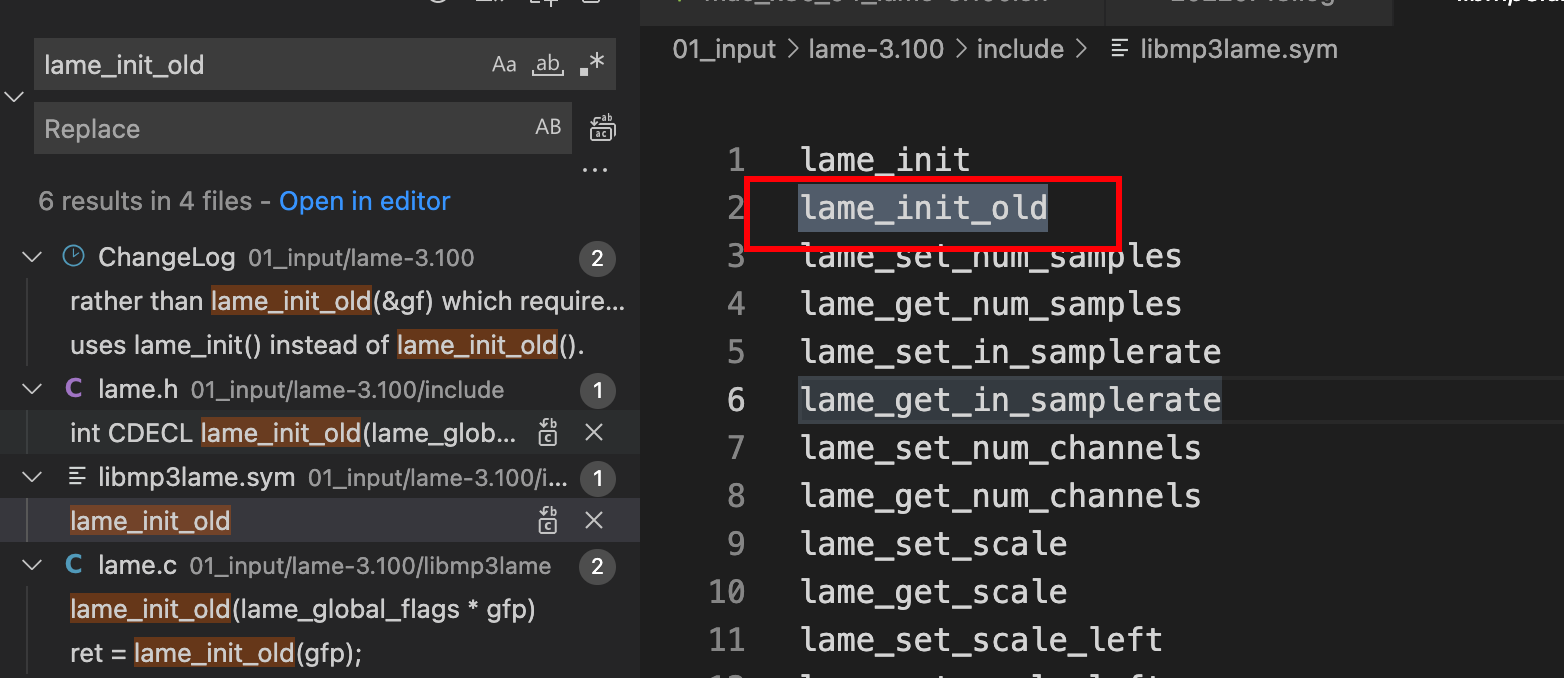 lame_init_old
Aa ab *
Replace
AB
...
6 results in 4 files - Open in editor
ChangeLog 01_input/lame-3.100 2
rather than lame_init_old(&gf) which require...
uses lame_init() instead of lame_init_old().
lame.h 01_input/lame-3.100/include 1
int CDECL lame_init_old(lame_glob...
libmp3lame.sym 01_input/lame-3.100/i... 1
lame_init_old
lame.c 01_input/lame-3.100/libmp3lame 2
lame_init_old(lame_global_flags * gfp)
ret = lame_init_old(gfp);
01_input > lame-3.100 > include > libmp3lame.sym
1 lame_init
2 lame_init_old
3 lame_set_num_samples
4 lame_get_num_samples
5 lame_set_in_samplerate
6 lame_get_in_samplerate
7 lame_set_num_channels
8 lame_get_num_channels
9 lame_set_scale
10 lame_get_scale
11 lame_set_scale_left